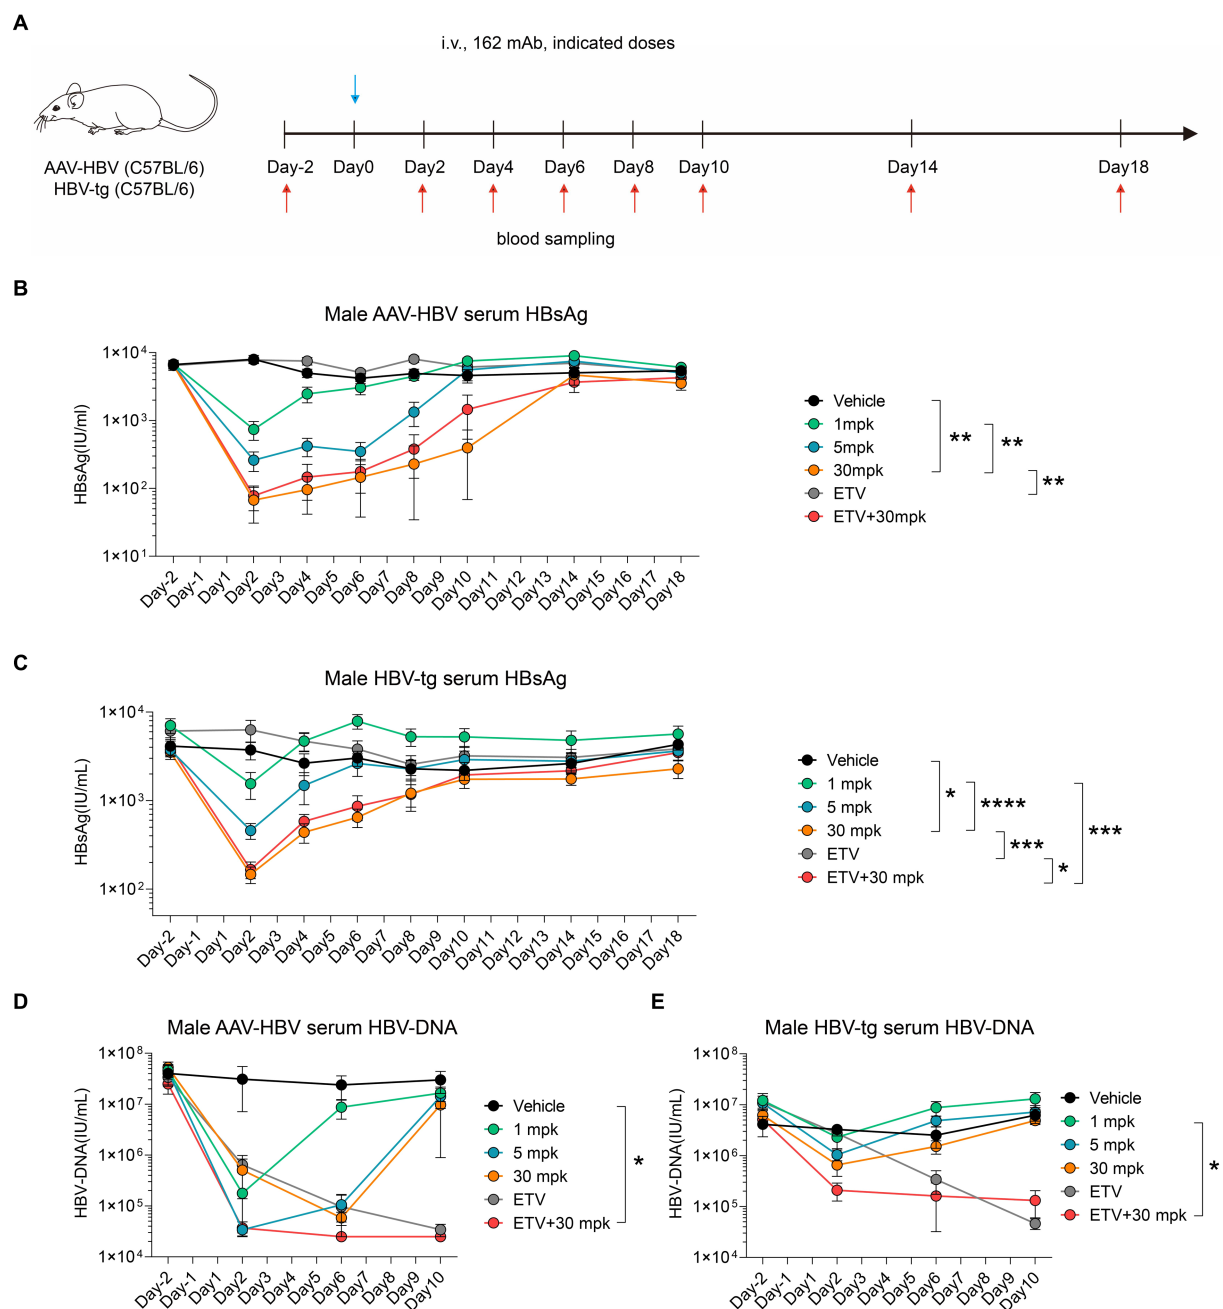 A
i.v., 162 mAb, indicated doses
AAV-HBV (C57BL/6)
HBV-tg (C57BL/6)
Day-2 Day0 Day2 Day4 Day6 Day8 Day10 Day14 Day18
blood sampling
B
Male AAV-HBV serum HBsAg
HBsAg(IU/ml)
1×10⁴
1×10³
1×10²
1×10¹
Day-2 Day-1 Day1 Day2 Day3 Day4 Day5 Day6 Day7 Day8 Day9 Day10 Day11 Day12 Day13 Day14 Day15 Day16 Day17 Day18
Vehicle
1mpk
5mpk
30mpk
ETV
ETV+30mpk
** ** **
C
Male HBV-tg serum HBsAg
HBsAg(IU/mL)
1×10⁴
1×10³
1×10²
Day-2 Day-1 Day1 Day2 Day3 Day4 Day5 Day6 Day7 Day8 Day9 Day10 Day11 Day12 Day13 Day14 Day15 Day16 Day17 Day18
Vehicle
1 mpk
5 mpk
30 mpk
ETV
ETV+30 mpk
* **** *** * ***
D
Male AAV-HBV serum HBV-DNA
HBV-DNA(IU/mL)
1×10⁸
1×10⁷
1×10⁶
1×10⁵
1×10⁴
Day-2 Day-1 Day1 Day2 Day3 Day4 Day5 Day6 Day7 Day8 Day9 Day10
Vehicle
1 mpk
5 mpk
30 mpk
ETV
ETV+30 mpk
*
E
Male HBV-tg serum HBV-DNA
HBV-DNA(IU/mL)
1×10⁸
1×10⁷
1×10⁶
1×10⁵
1×10⁴
Day-2 Day-1 Day1 Day2 Day3 Day4 Day5 Day6 Day7 Day8 Day9 Day10
Vehicle
1 mpk
5 mpk
30 mpk
ETV
ETV+30 mpk
*